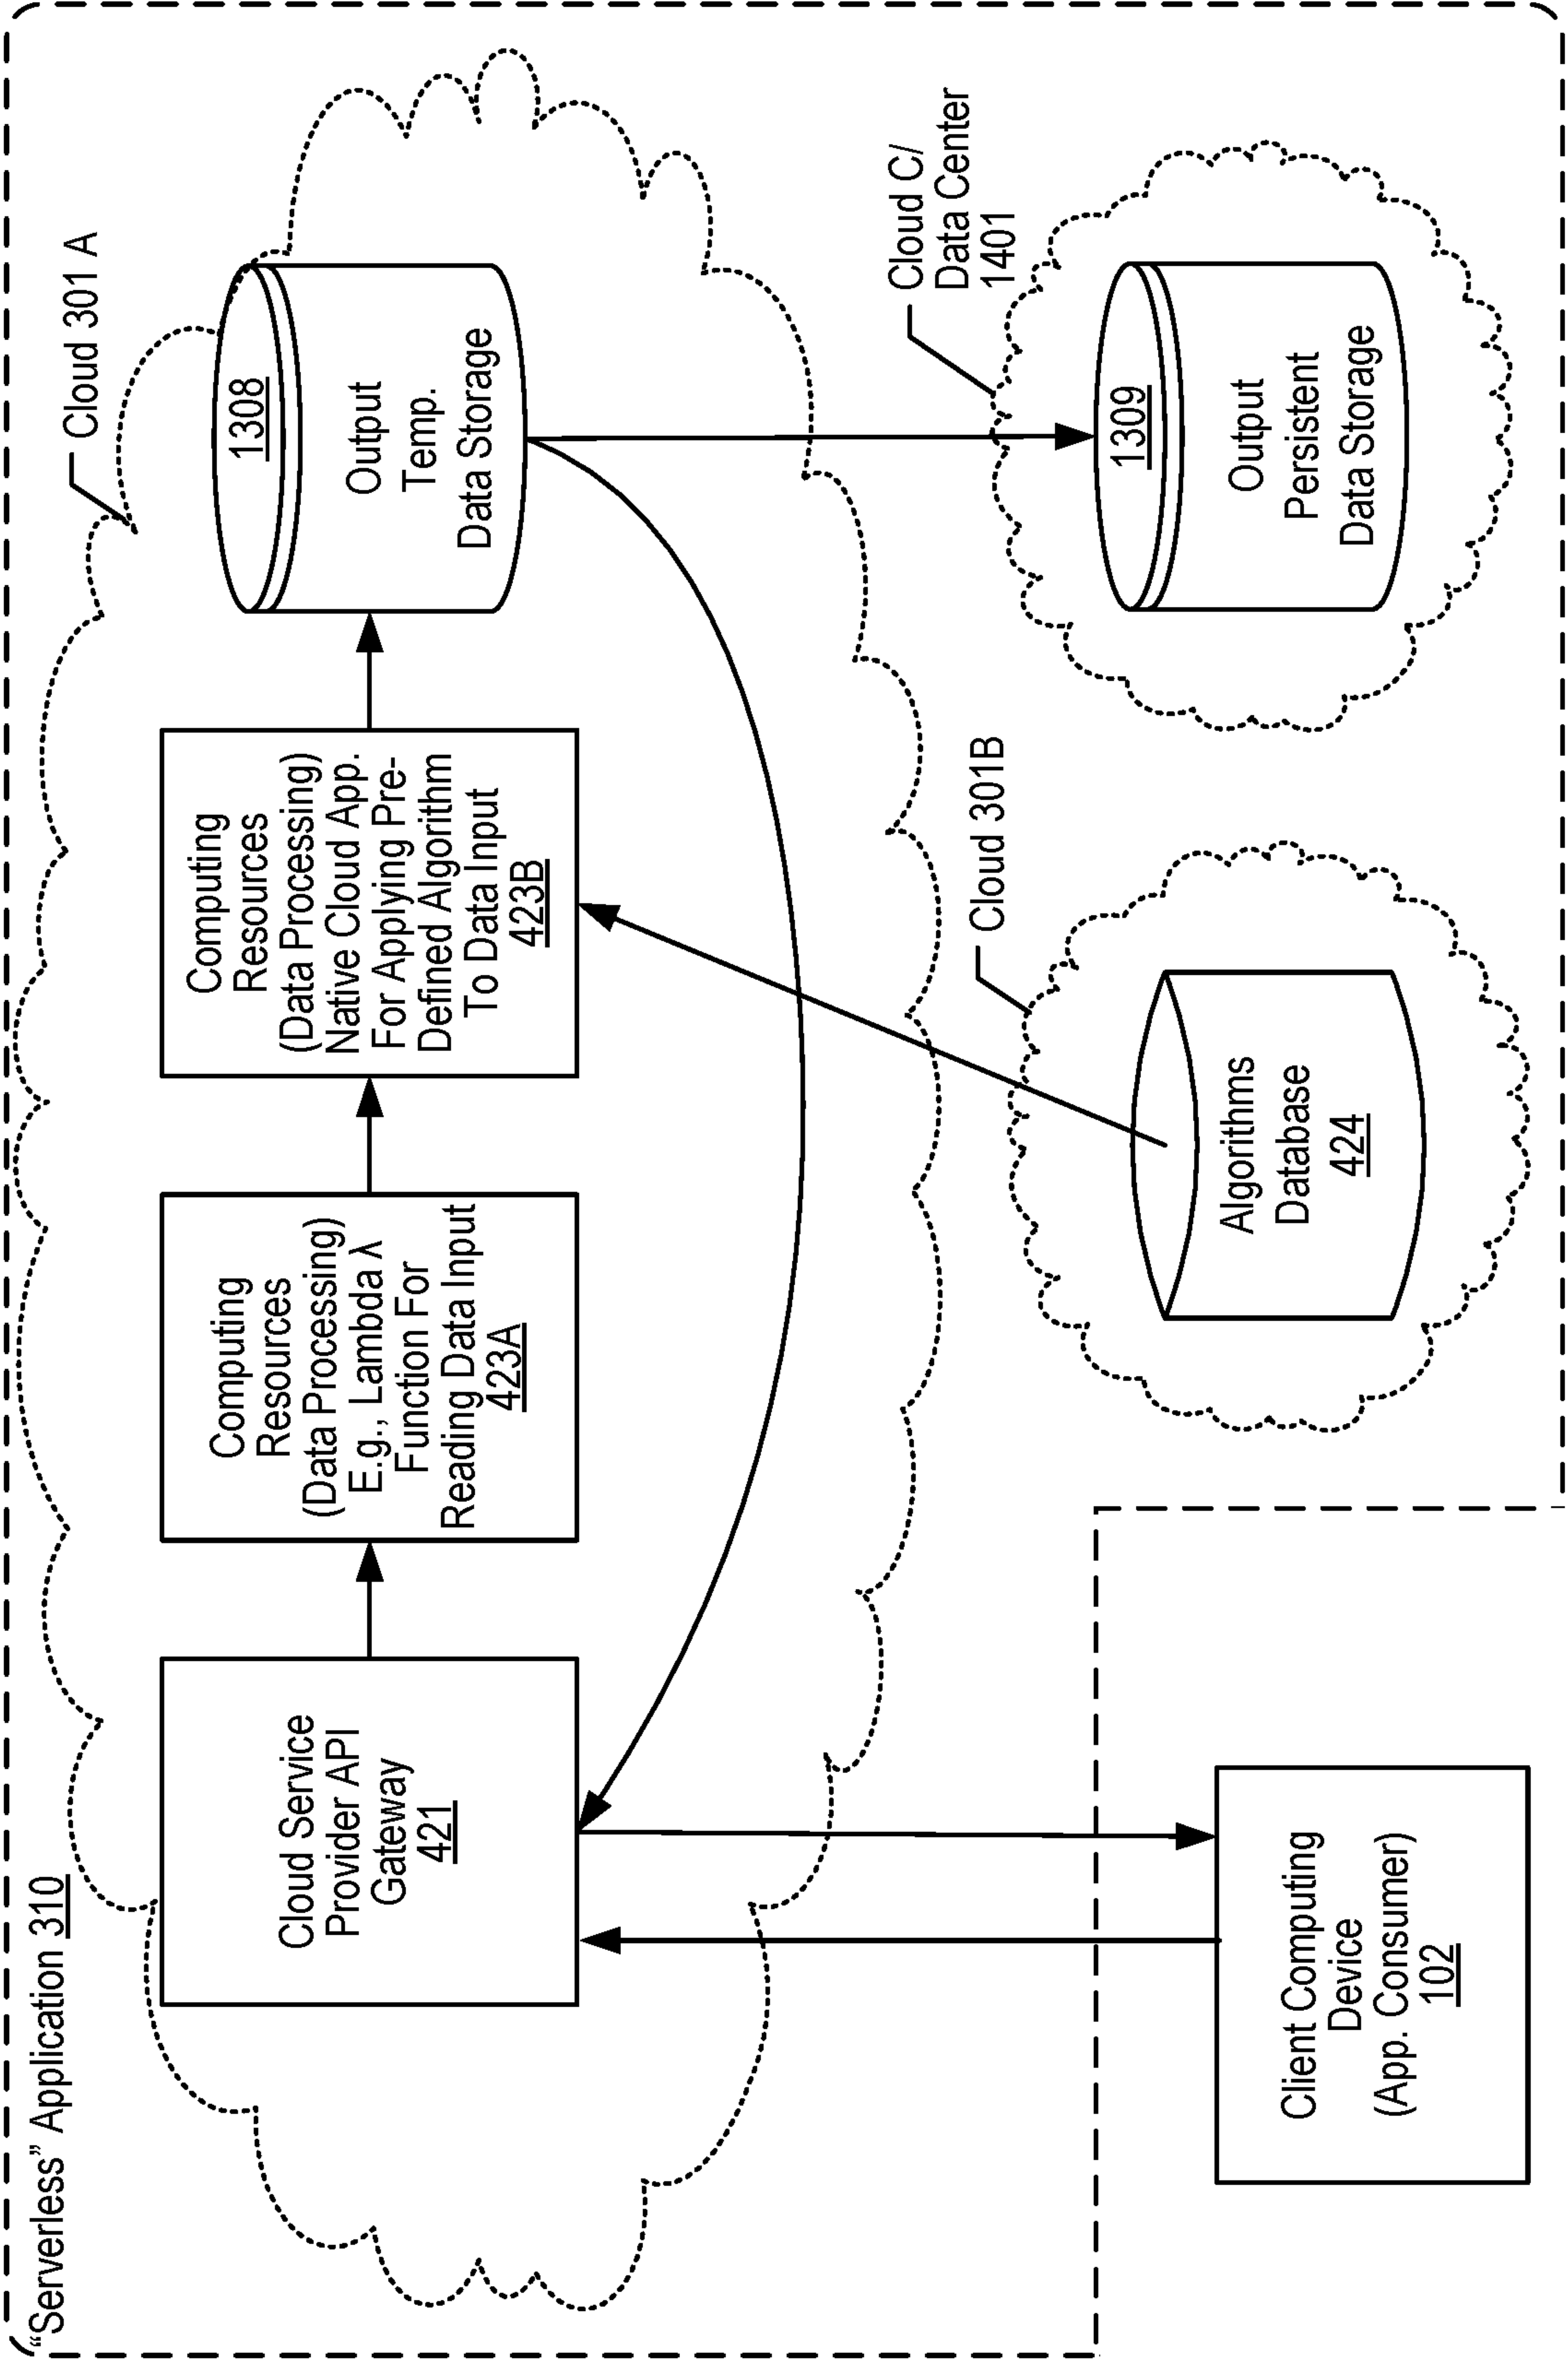 “Serverless” Application 310
Cloud 301 A
Cloud Service
Provider API
Gateway
421
Computing
Resources
(Data Processing)
E.g., Lambda λ
Function For
Reading Data Input
423A
Computing
Resources
(Data Processing)
Native Cloud App.
For Applying Pre-
Defined Algorithm
To Data Input
423B
1308
Output
Temp.
Data Storage
Client Computing
Device
(App. Consumer)
102
Cloud 301B
Algorithms
Database
424
Cloud C/
Data Center
1401
1309
Output
Persistent
Data Storage